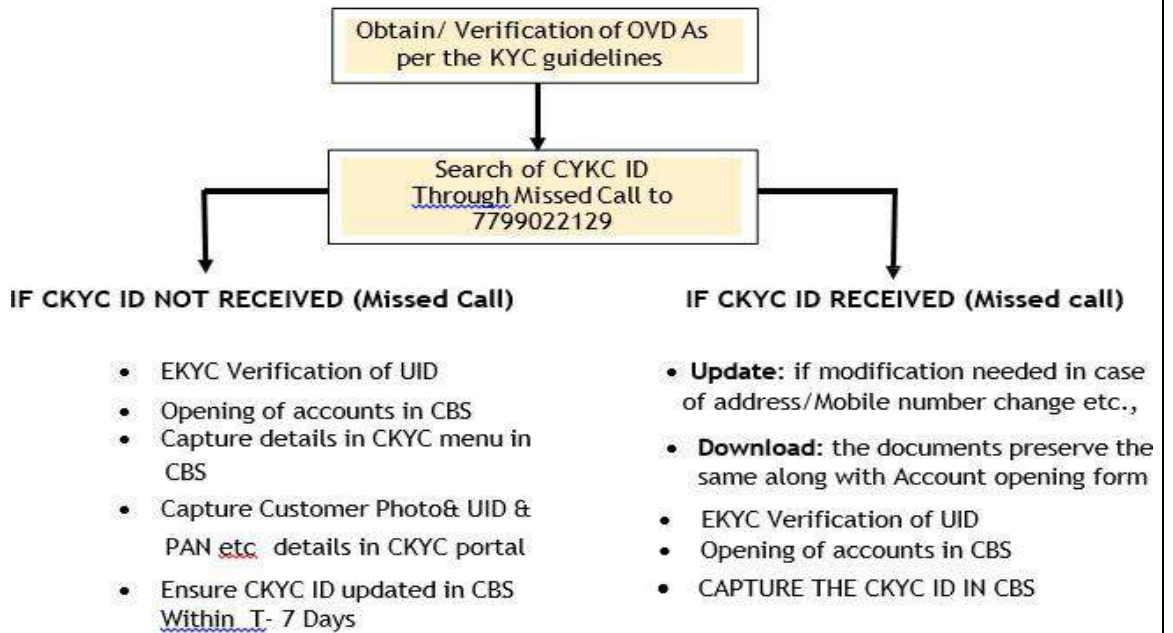 Obtain/ Verification of OVD As
per the KYC guidelines
Search of CYKC ID
Through Missed Call to
7799022129
IF CKYC ID NOT RECEIVED (Missed Call)
• EKYC Verification of UID
• Opening of accounts in CBS
• Capture details in CKYC menu in
CBS
• Capture Customer Photo& UID &
PAN etc details in CKYC portal
• Ensure CKYC ID updated in CBS
Within T- 7 Days
IF CKYC ID RECEIVED (Missed call)
• Update: if modification needed in case
of address/Mobile number change etc.,
• Download: the documents preserve the
same along with Account opening form
• EKYC Verification of UID
• Opening of accounts in CBS
• CAPTURE THE CKYC ID IN CBS